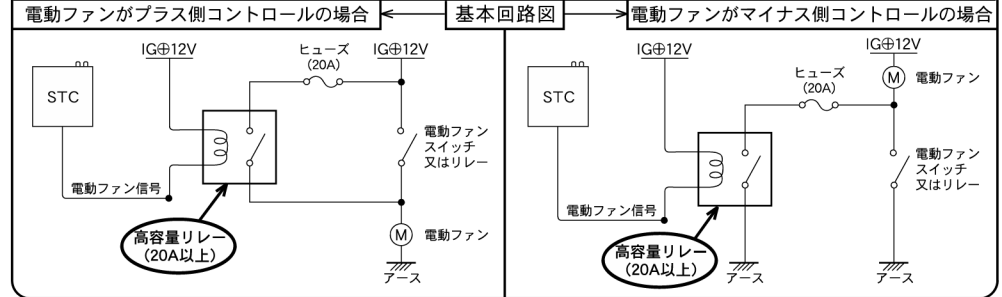 電動ファンがプラス側コントロールの場合
基本回路図
電動ファンがマイナス側コントロールの場合
IG⊕12V
ヒューズ
(20A)
IG⊕12V
STC
電動ファン
スイッチ
又はリレー
電動ファン信号
高容量リレー
(20A以上)
M
電動ファン
アース
IG⊕12V
IG⊕12V
STC
ヒューズ
(20A)
M
電動ファン
電動ファン
スイッチ
又はリレー
電動ファン信号
高容量リレー
(20A以上)
アース
アース